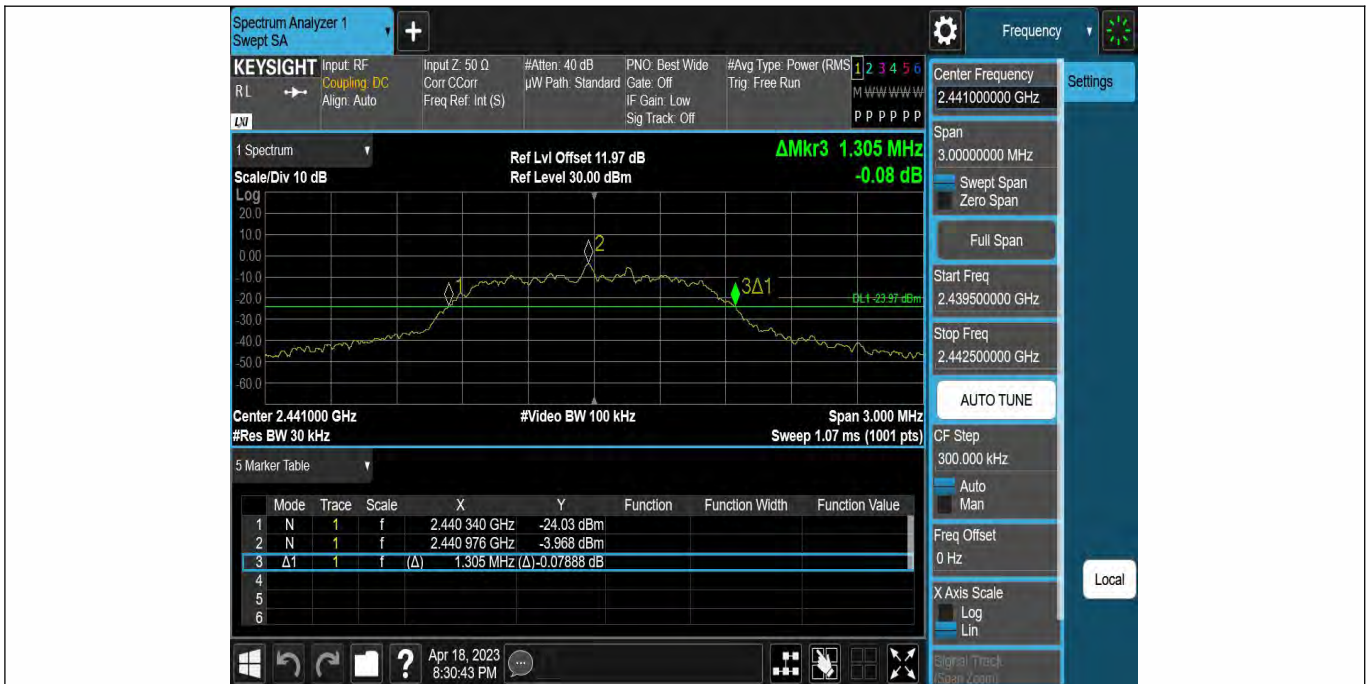 Spectrum Analyzer 1
Swept SA
+
Frequency
KEYSIGHT
RL
LXI
Input: RF
Coupling: DC
Align: Auto
Input Z: 50 Ω
Corr CCorr
Freq Ref: Int (S)
#Atten: 40 dB
µW Path: Standard
PNO: Best Wide
Gate: Off
IF Gain: Low
Sig Track: Off
#Avg Type: Power (RMS
Trig: Free Run
1 2 3 4 5 6
M W W W W W
P P P P P P
1 Spectrum
Scale/Div 10 dB
Ref Lvl Offset 11.97 dB
Ref Level 30.00 dBm
ΔMkr3 1.305 MHz
-0.08 dB
Log
20.0
10.0
0.00
-10.0
-20.0
-30.0
-40.0
-50.0
-60.0
1
2
3Δ1
DL1 -23.97 dBm
Center 2.441000 GHz
#Video BW 100 kHz
Span 3.000 MHz
#Res BW 30 kHz
Sweep 1.07 ms (1001 pts)
5 Marker Table
Mode Trace Scale X Y Function Function Width Function Value
1 N 1 f 2.440 340 GHz -24.03 dBm
2 N 1 f 2.440 976 GHz -3.968 dBm
3 Δ1 1 f (Δ) 1.305 MHz (Δ) -0.07888 dB
4
5
6
?
Apr 18, 2023
8:30:43 PM
Center Frequency
2.441000000 GHz
Settings
Span
3.00000000 MHz
Swept Span
Zero Span
Full Span
Start Freq
2.439500000 GHz
Stop Freq
2.442500000 GHz
AUTO TUNE
CF Step
300.000 kHz
Auto
Man
Freq Offset
0 Hz
X Axis Scale
Log
Lin
Signal Track
(Span Zoom)
Local